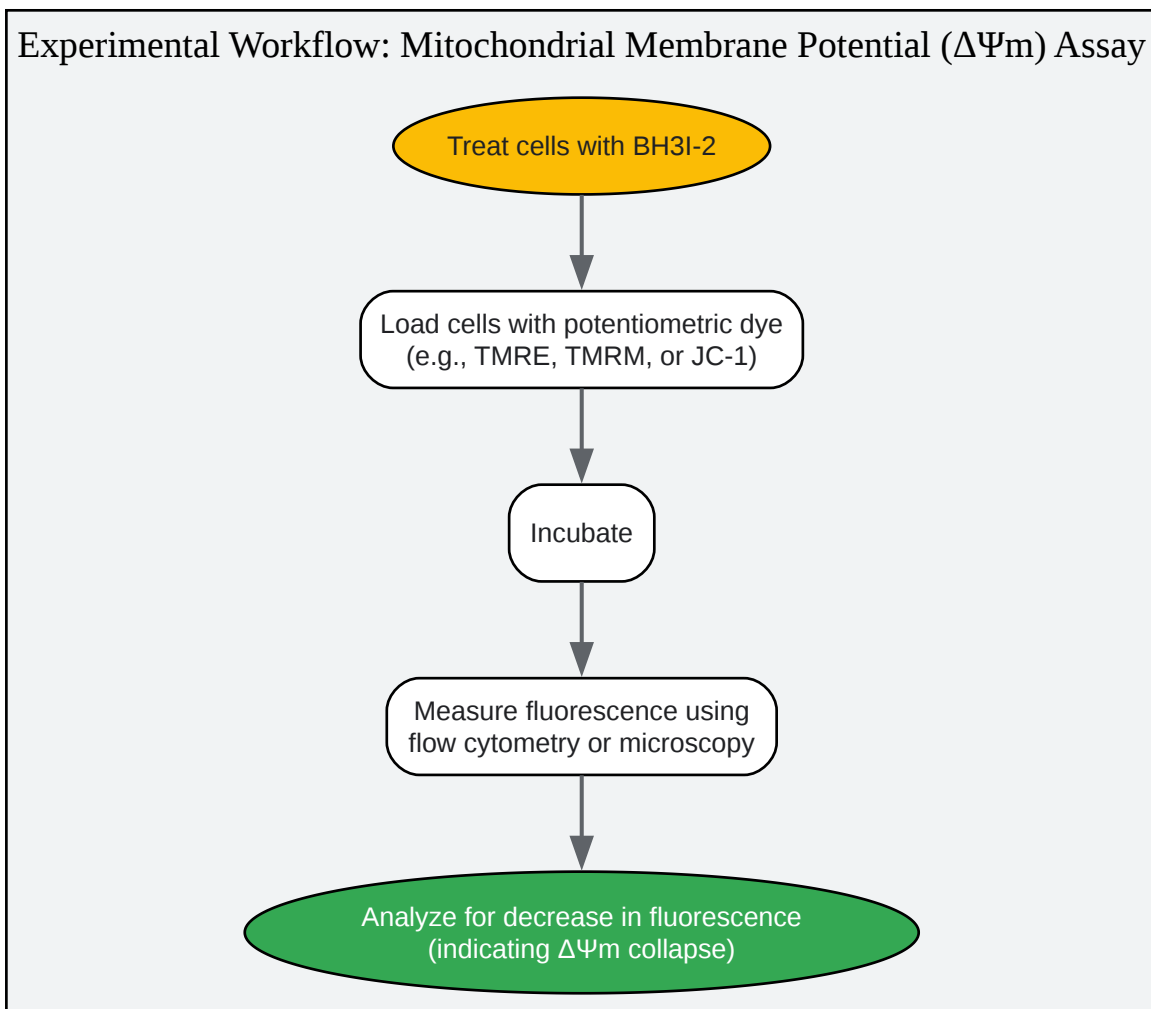 Experimental Workflow: Mitochondrial Membrane Potential (ΔΨm) Assay
Treat cells with BH3I-2
Load cells with potentiometric dye
(e.g., TMRE, TMRM, or JC-1)
Incubate
Measure fluorescence using
flow cytometry or microscopy
Analyze for decrease in fluorescence
(indicating ΔΨm collapse)